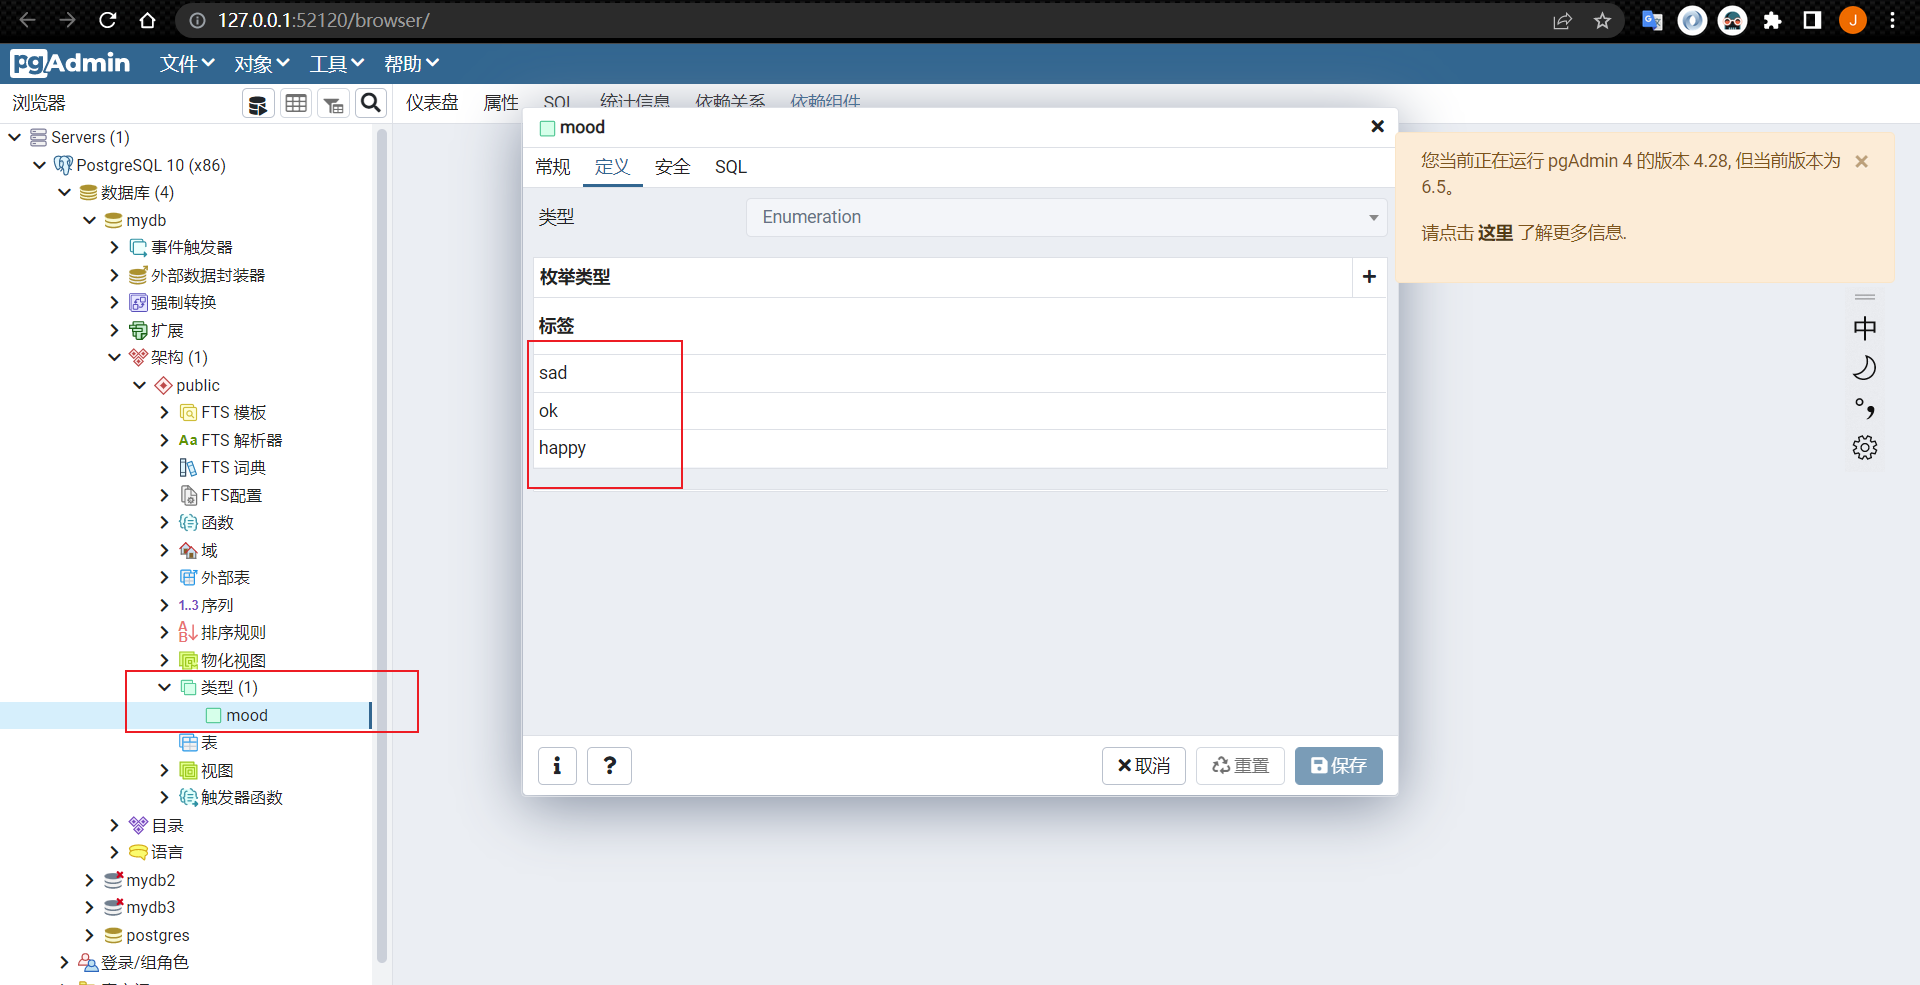 127.0.0.1:52120/browser/
J
pgAdmin 文件 对象 工具 帮助
浏览器
仪表盘 属性 SQL 统计信息 依赖关系 依赖组件
Servers (1)
PostgreSQL 10 (x86)
数据库 (4)
mydb
事件触发器
外部数据封装器
强制转换
扩展
架构 (1)
public
FTS 模板
Aa FTS 解析器
FTS 词典
FTS配置
函数
域
外部表
1..3 序列
排序规则
物化视图
类型 (1)
mood
表
视图
触发器函数
目录
语言
mydb2
mydb3
postgres
登录/组角色
mood
常规 定义 安全 SQL
类型 Enumeration
枚举类型
标签
sad
ok
happy
取消 重置 保存
您当前正在运行 pgAdmin 4 的版本 4.28, 但当前版本为
6.5。
请点击 这里 了解更多信息.
中